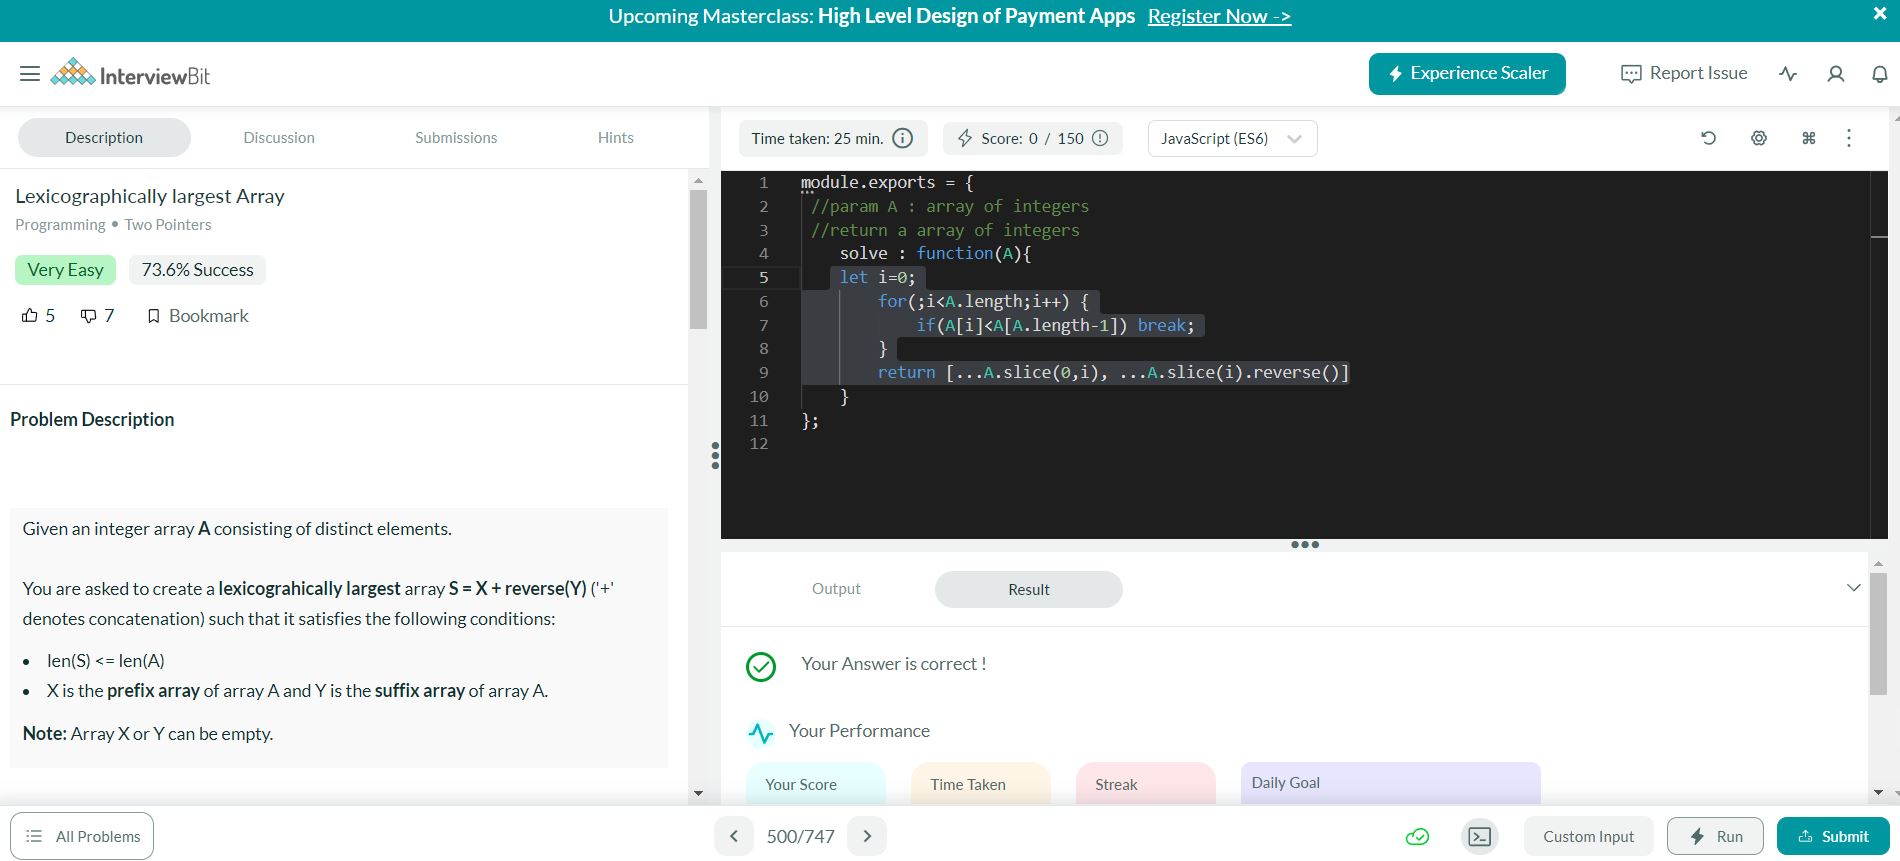 Upcoming Masterclass: High Level Design of Payment Apps Register Now ->
InterviewBit
Experience Scaler
Report Issue
Description
Discussion
Submissions
Hints
Time taken: 25 min.
Score: 0 / 150
JavaScript (ES6)
Lexicographically largest Array
Programming • Two Pointers
Very Easy
73.6% Success
5
7
Bookmark
Problem Description
Given an integer array A consisting of distinct elements.
You are asked to create a lexicograhically largest array S = X + reverse(Y) ('+'
denotes concatenation) such that it satisfies the following conditions:
• len(S) <= len(A)
• X is the prefix array of array A and Y is the suffix array of array A.
Note: Array X or Y can be empty.
1 module.exports = {
2 //param A : array of integers
3 //return a array of integers
4 solve : function(A){
5 let i=0;
6 for(;i<A.length;i++) {
7 if(A[i]<A[A.length-1]) break;
8 }
9 return [...A.slice(0,i), ...A.slice(i).reverse()]
10 }
11 };
12
Output
Result
Your Answer is correct !
Your Performance
Your Score
Time Taken
Streak
Daily Goal
All Problems
500/747
Custom Input
Run
Submit